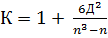 К = 1 + 6Д² / n³−n